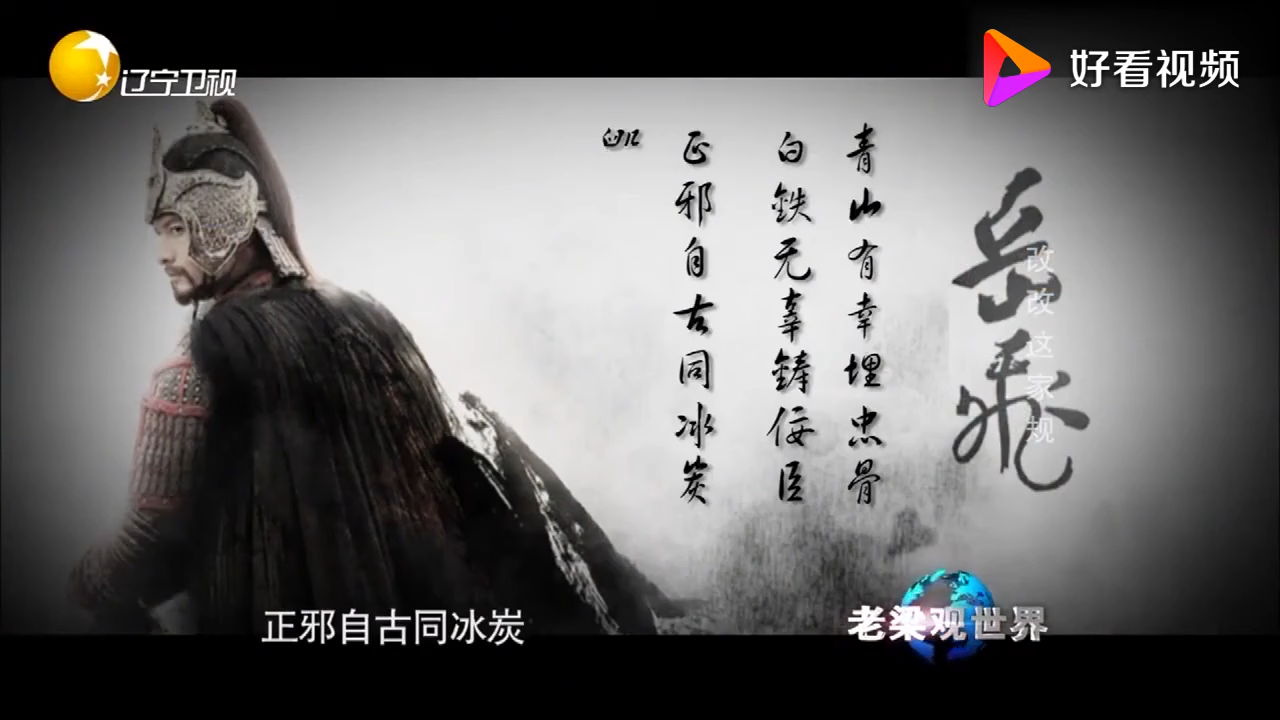 辽宁卫视
好看视频
岳飛
改改这家规
青山有幸埋忠骨
白鉄无辜鋳佞臣
正邪自古同冰炭
正邪自古同冰炭
老梁观世界